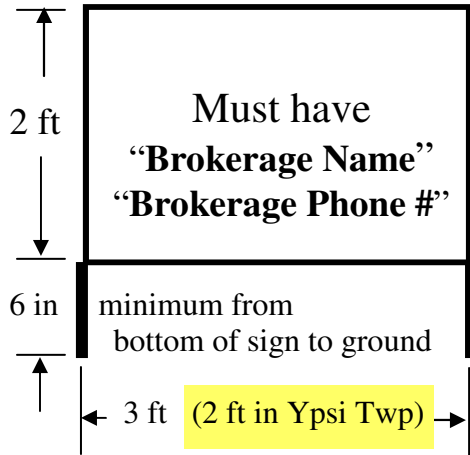 2 ft
Must have
“Brokerage Name”
“Brokerage Phone #”
6 in minimum from
bottom of sign to ground
3 ft (2 ft in Ypsi Twp)